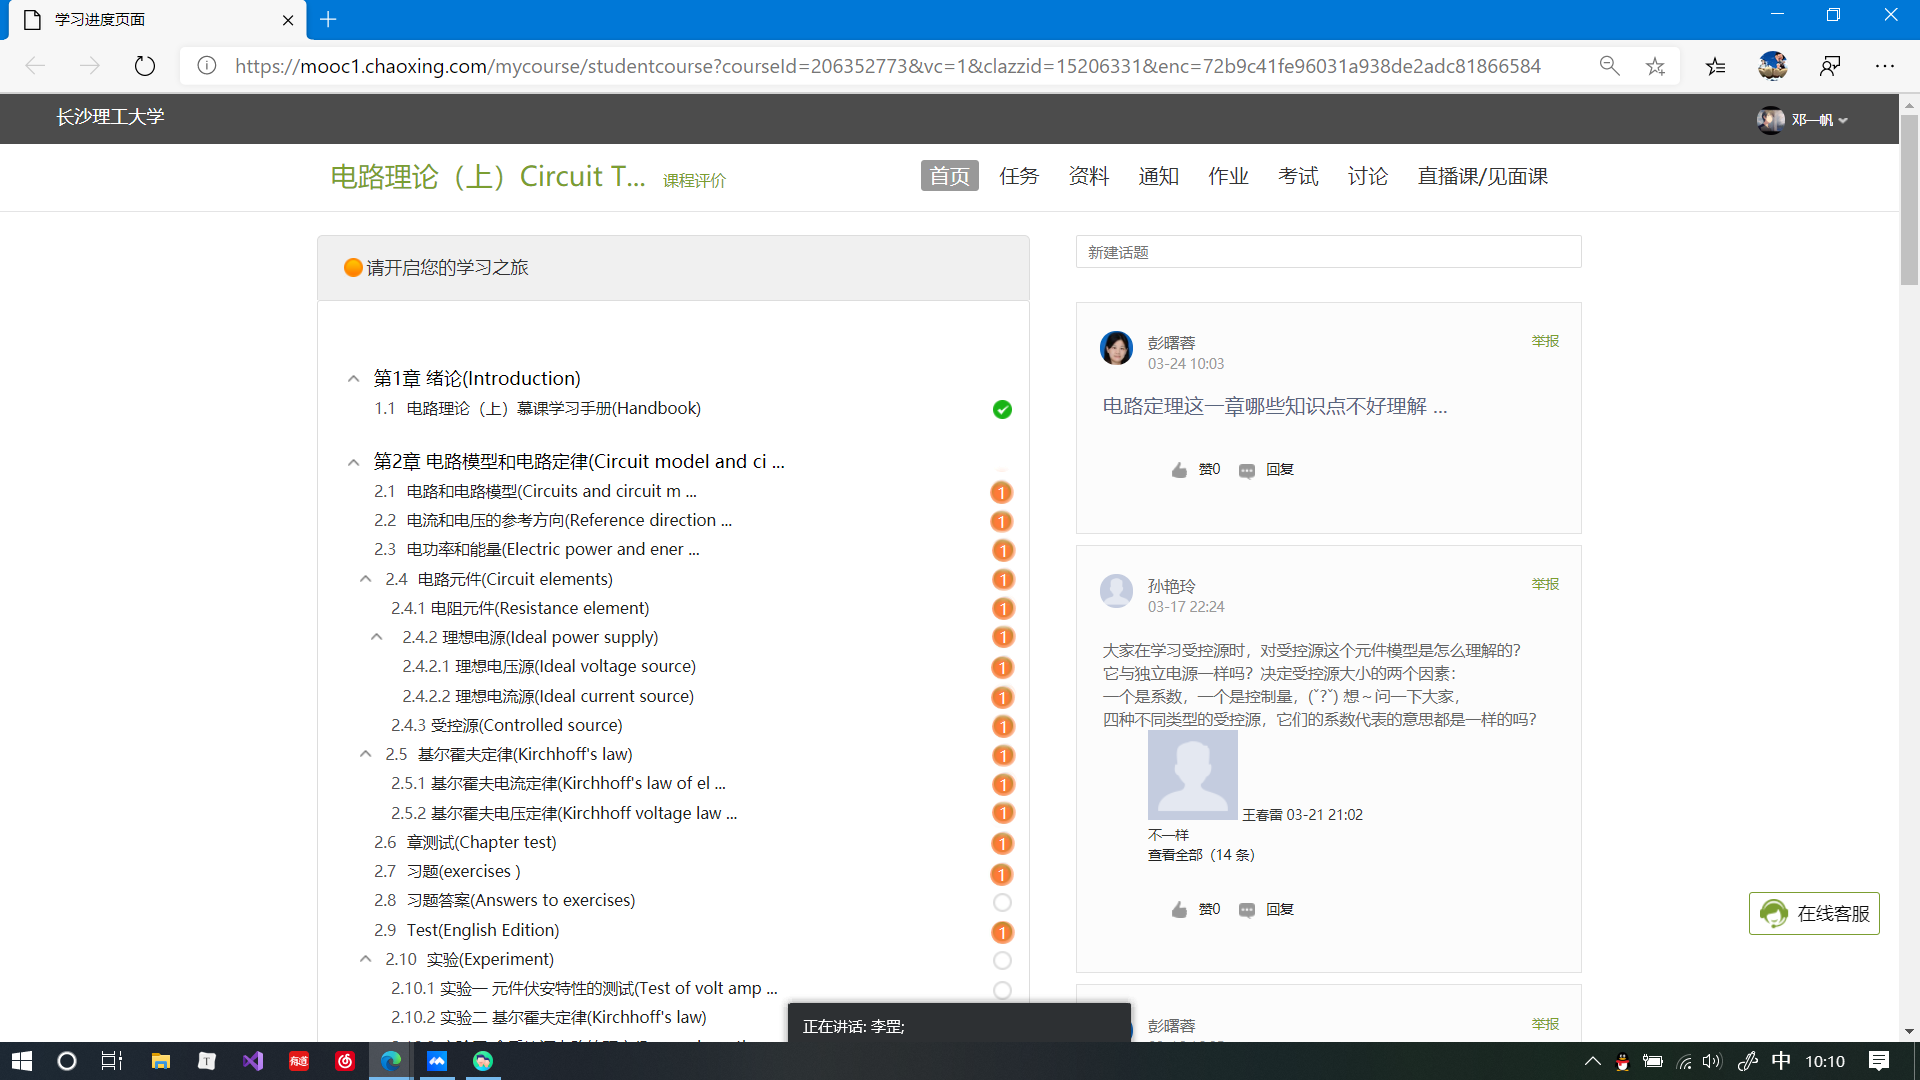 学习进度页面
https://mooc1.chaoxing.com/mycourse/studentcourse?courseId=206352773&vc=1&clazzid=15206331&enc=72b9c41fe96031a938de2adc81866584
长沙理工大学
邓一帆
电路理论（上）Circuit T... 课程评价
首页 任务 资料 通知 作业 考试 讨论 直播课/见面课
请开启您的学习之旅
第1章 绪论(Introduction)
1.1 电路理论（上）慕课学习手册(Handbook)
第2章 电路模型和电路定律(Circuit model and ci ...
2.1 电路和电路模型(Circuits and circuit m ... 1
2.2 电流和电压的参考方向(Reference direction ... 1
2.3 电功率和能量(Electric power and ener ... 1
2.4 电路元件(Circuit elements) 1
2.4.1 电阻元件(Resistance element) 1
2.4.2 理想电源(Ideal power supply) 1
2.4.2.1 理想电压源(Ideal voltage source) 1
2.4.2.2 理想电流源(Ideal current source) 1
2.4.3 受控源(Controlled source) 1
2.5 基尔霍夫定律(Kirchhoff's law) 1
2.5.1 基尔霍夫电流定律(Kirchhoff's law of el ... 1
2.5.2 基尔霍夫电压定律(Kirchhoff voltage law ... 1
2.6 章测试(Chapter test) 1
2.7 习题(exercises ) 1
2.8 习题答案(Answers to exercises)
2.9 Test(English Edition) 1
2.10 实验(Experiment)
2.10.1 实验一 元件伏安特性的测试(Test of volt amp ...
2.10.2 实验二 基尔霍夫定律(Kirchhoff's law)
新建话题
彭曙蓉 举报
03-24 10:03
电路定理这一章哪些知识点不好理解 ...
赞0 回复
孙艳玲 举报
03-17 22:24
大家在学习受控源时，对受控源这个元件模型是怎么理解的?
它与独立电源一样吗？决定受控源大小的两个因素：
一个是系数，一个是控制量，(ˇ?ˇ) 想～问一下大家，
四种不同类型的受控源，它们的系数代表的意思都是一样的吗?
王春雷 03-21 21:02
不一样
查看全部（14 条）
赞0 回复
彭曙蓉 举报
在线客服
正在讲话: 李罡;
有道
中 10:10